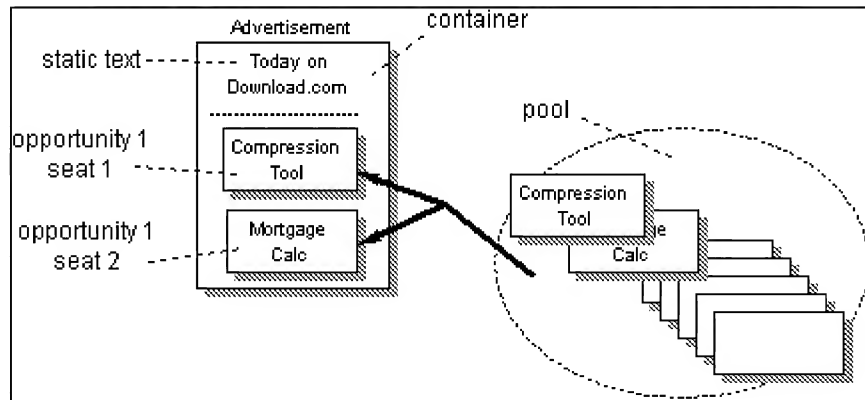 Advertisement
container
static text
Today on
Download.com
opportunity 1
seat 1
Compression
Tool
opportunity 1
seat 2
Mortgage
Calc
pool
Compression
Tool
Calc